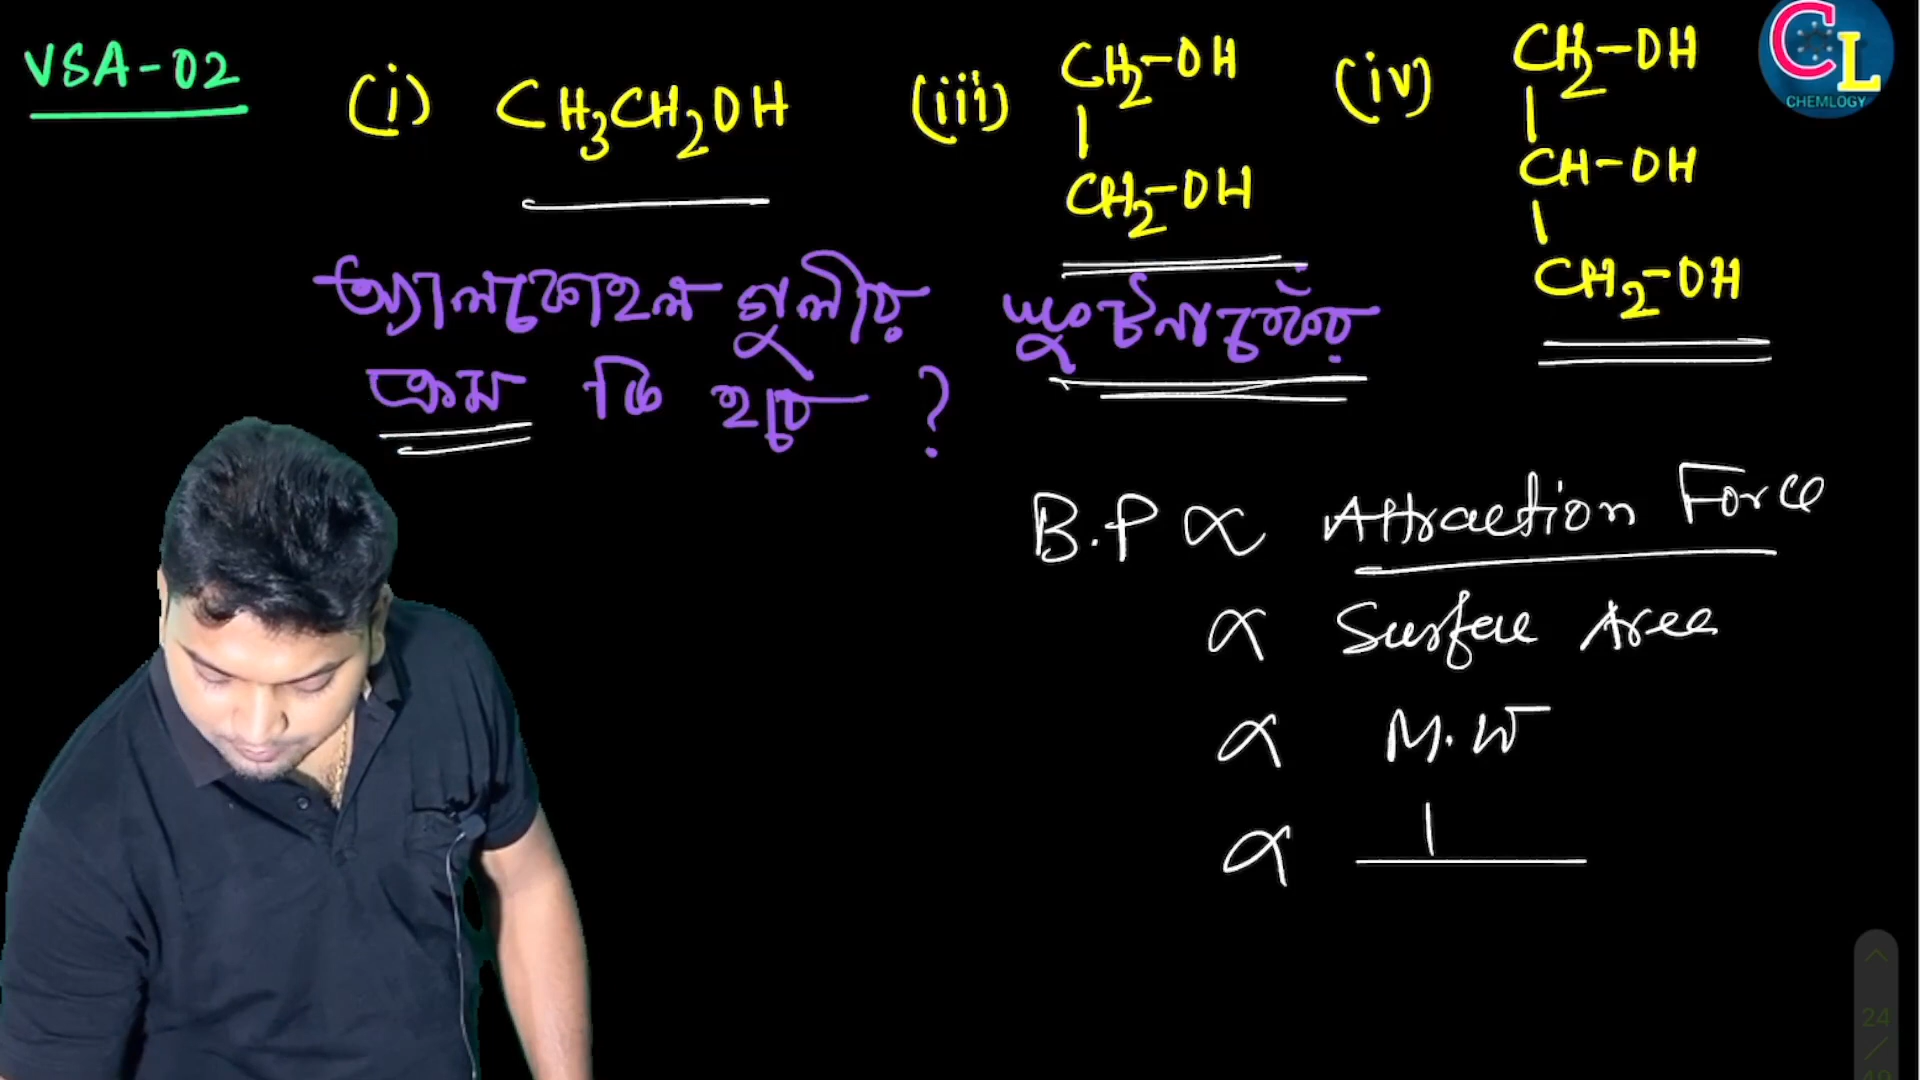 VSA-02
(i) CH3CH2OH
(iii) CH2-OH
|
CH2-OH
(iv) CH2-OH
|
CH-OH
|
CH2-OH
CL
CHEMLOGY
অ্যালকোহল গুলীর স্ফুটনাঙ্কের
ক্রম কি হবে ?
B.P ∝ Attraction Force
∝ Surface Area
∝ M.W
∝ 1
24
/